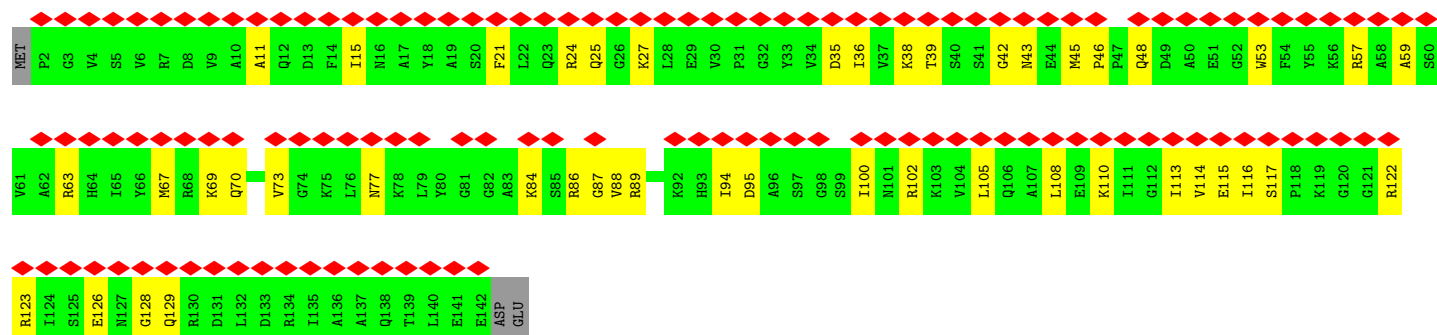 MET P2 G3 V4 S5 V6 R7 D8 V9 A10 A11 Q12 D13 F14 I15 N16 A17 Y18 A19 S20 F21 L22 Q23 R24 Q25 G26 K27 L28 E29 V30 P31 G32 Y33 V34 D35 I36 V37 K38 T39 S40 S41 G42 N43 E44 M45 P46 P47 Q48 D49 A50 E51 G52 W53 F54 Y55 K56 R57 A58 A59 S60
V61 A62 R63 H64 I65 Y66 M67 R68 K69 Q70 V73 G74 K75 L76 N77 K78 L79 Y80 G81 G82 A83 K84 S85 R86 G87 V88 R89 K92 H93 I94 D95 A96 S97 G98 S99 I100 N101 R102 K103 V104 L105 Q106 A107 L108 E109 K110 I111 G112 I113 V114 E115 I116 S117 P118 K119 G120 G121 R122
R123 I124 S125 E126 N127 G128 Q129 R130 D131 L132 D133 R134 I135 A136 A137 Q138 T139 L140 E141 E142 ASP GLU